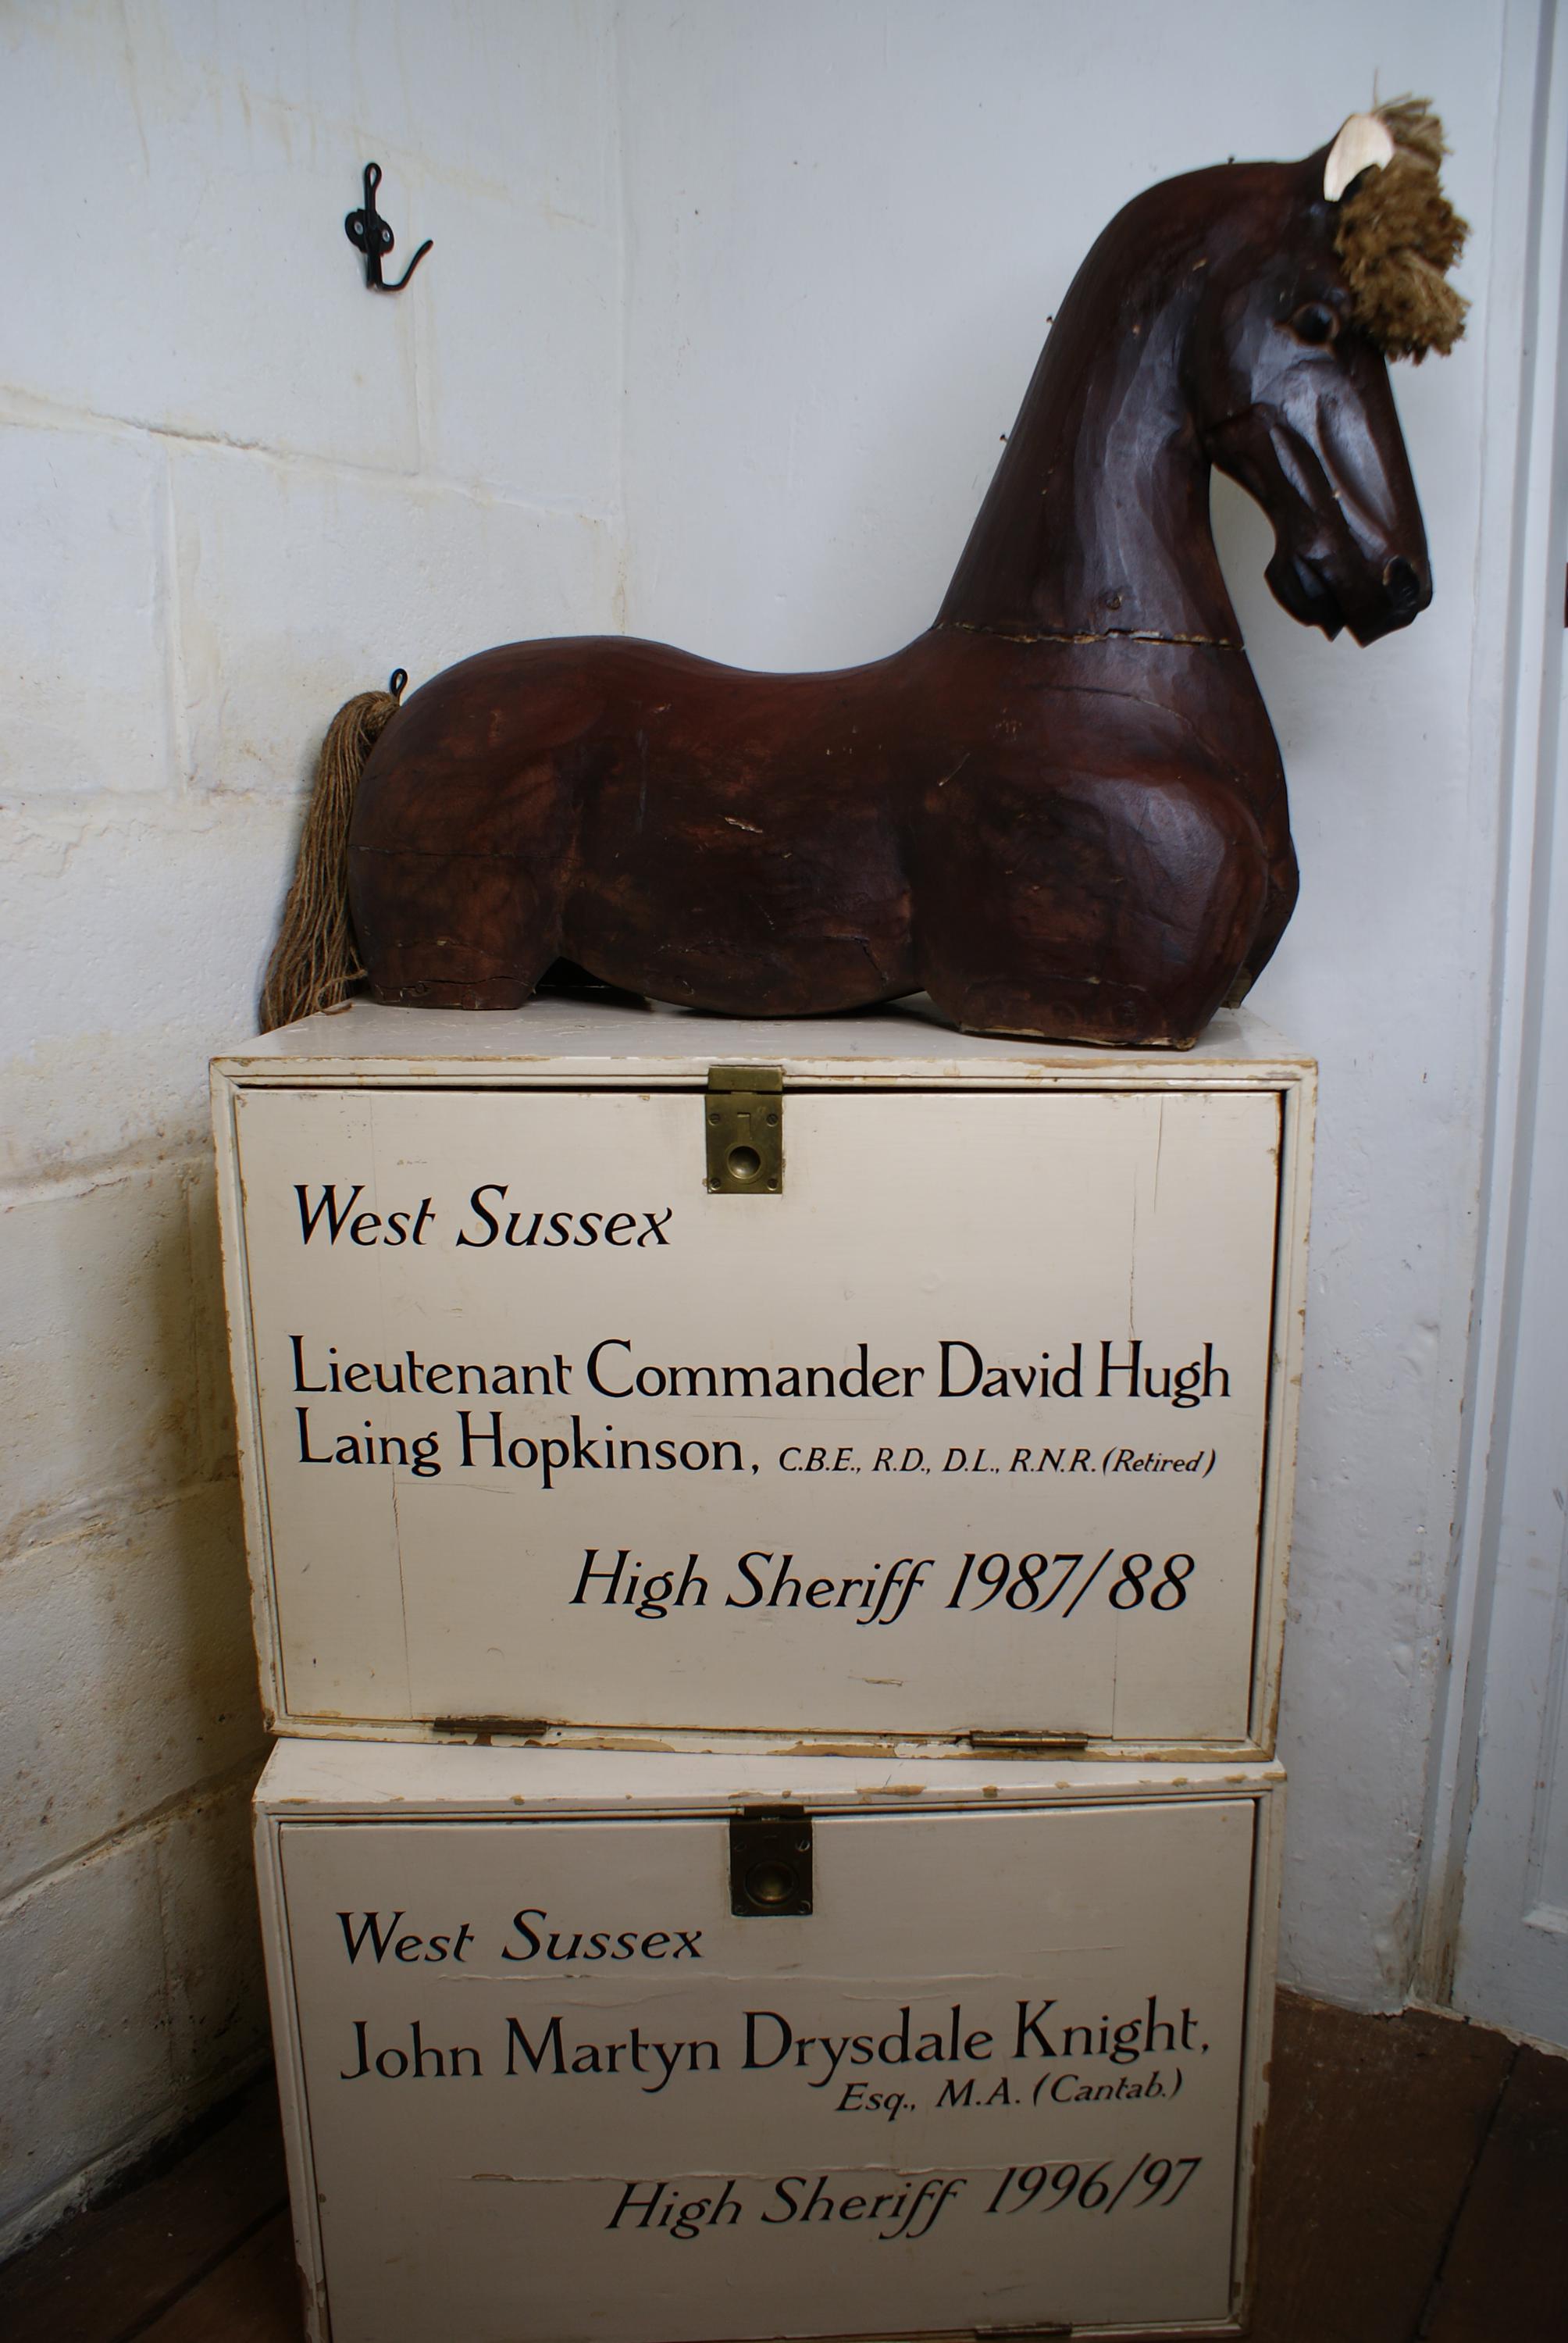 West Sussex
Lieutenant Commander David Hugh
Laing Hopkinson, C.B.E., R.D., D.L., R.N.R. (Retired)
High Sheriff 1987/88
West Sussex
John Martyn Drysdale Knight,
Esq., M.A. (Cantab.)
High Sheriff 1996/97